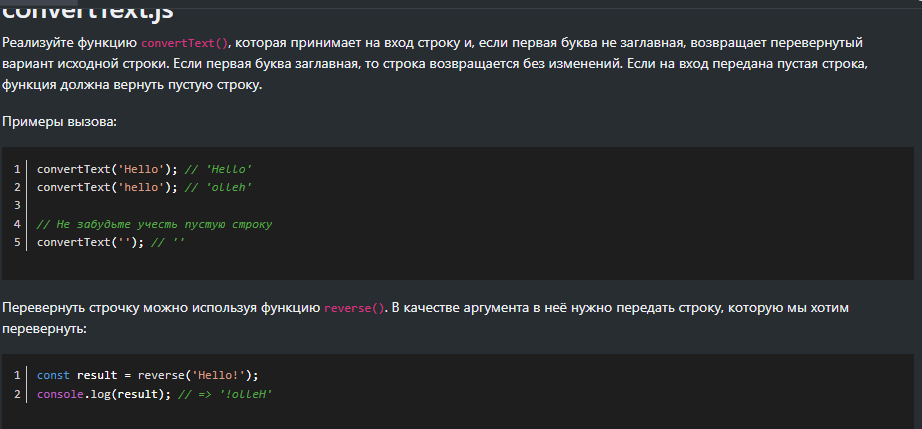 convertText.js
Реализуйте функцию convertText(), которая принимает на вход строку и, если первая буква не заглавная, возвращает перевернутый
вариант исходной строки. Если первая буква заглавная, то строка возвращается без изменений. Если на вход передана пустая строка,
функция должна вернуть пустую строку.
Примеры вызова:
1 convertText('Hello'); // 'Hello'
2 convertText('hello'); // 'olleh'
3
4 // Не забудьте учесть пустую строку
5 convertText(''); // ''
Перевернуть строчку можно используя функцию reverse(). В качестве аргумента в неё нужно передать строку, которую мы хотим
перевернуть:
1 const result = reverse('Hello!');
2 console.log(result); // => '!olleH'